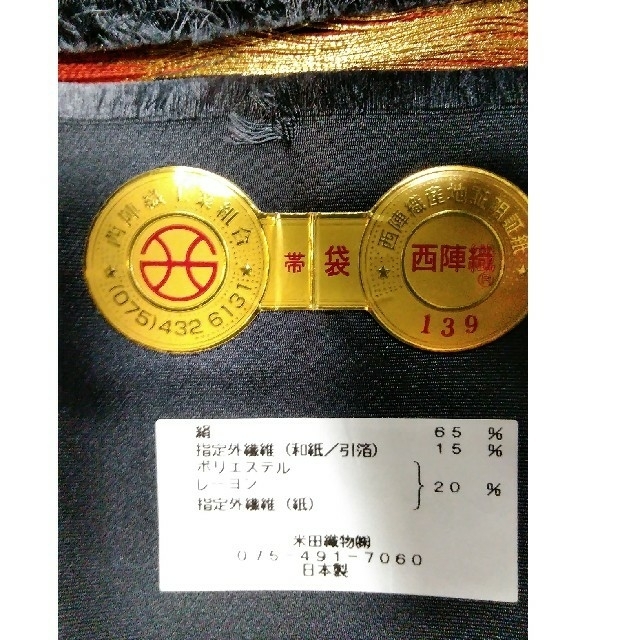 西陣織工業組合
(075)432 6131
帯 袋
西陣織産地証明証紙
西陣織
139
絹 65 %
指定外繊維（和紙／引箔） 15 %
ポリエステル
レーヨン 20 %
指定外繊維（紙）
米田織物㈱
075-491-7060
日本製